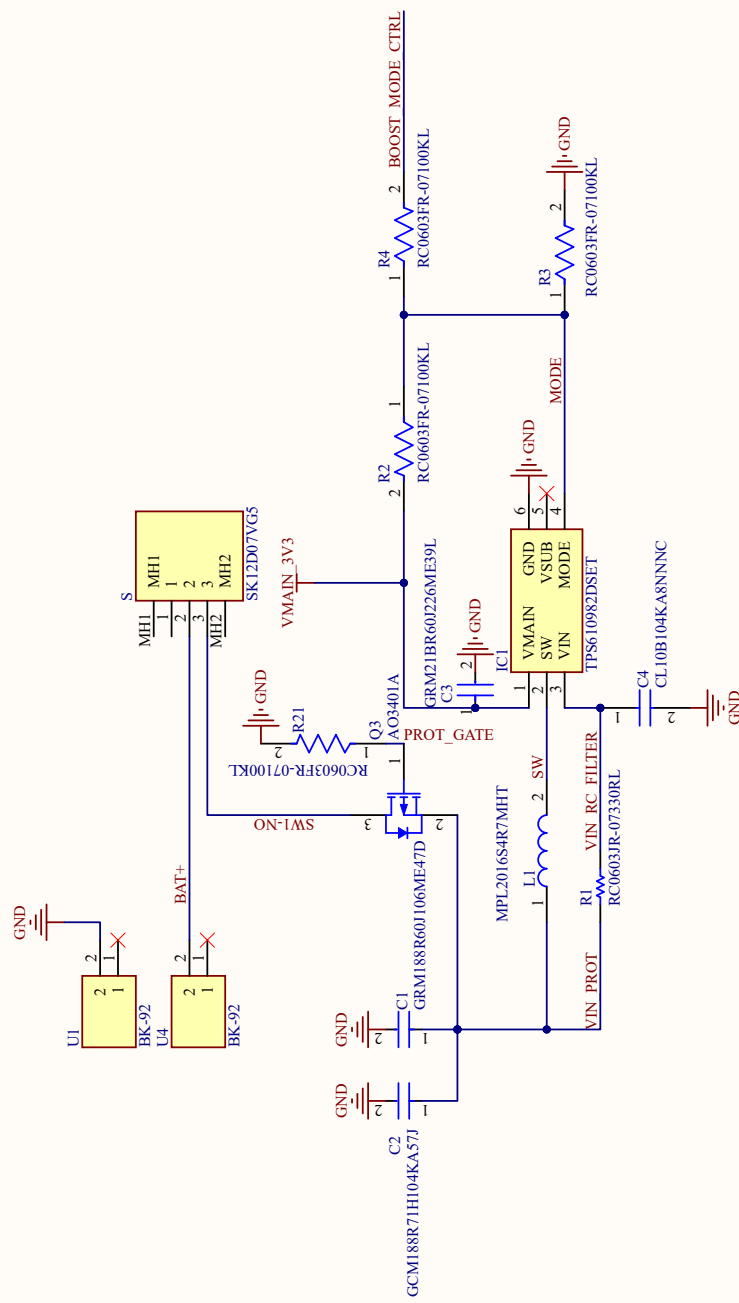 GND
U1
2
1
2
1
BK-92
U4
2
1
2
1
BK-92
BAT+
S
MH1
1
2
3
MH2
MH1
1
2
3
MH2
SK12D07VG5
GND
2
R21
1
RC0603FR-07100KL
SW1-NO
Q3
AO3401A
PROT_GATE
1
3
2
VMAIN_3V3
GND
2
1
C2
GCM188R71H104KA57J
GND
2
1
C1
GRM188R60J106ME47D
GRM21BR60J226ME39L
C3
1
2
GND
R2
2
1
RC0603FR-07100KL
R4
1
2
RC0603FR-07100KL
BOOST_MODE_CTRL
MPL2016S4R7MHT
L1
1
2
SW
IC1
1
2
3
VMAIN
SW
VIN
GND
VSUB
MODE
6
5
4
TPS610982DSET
GND
MODE
R3
1
2
RC0603FR-07100KL
GND
VIN_PROT
R1
RC0603JR-07330RL
VIN_RC_FILTER
C4
CL10B104KA8NNNC
1
2
GND